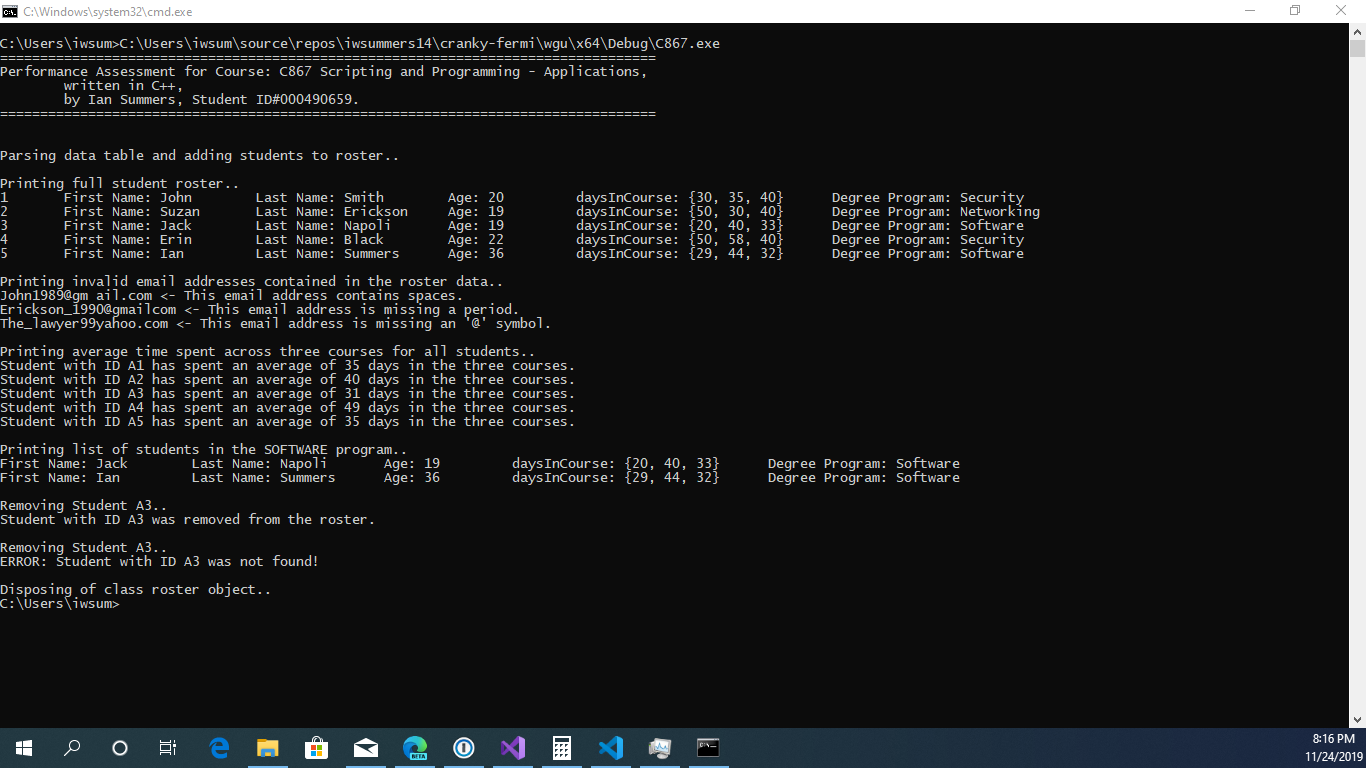 C:\Windows\system32\cmd.exe
C:\Users\iwsum>C:\Users\iwsum\source\repos\iwsummers14\cranky-fermi\wgu\x64\Debug\C867.exe
==================================================================================
Performance Assessment for Course: C867 Scripting and Programming - Applications,
        written in C++,
        by Ian Summers, Student ID#000490659.
==================================================================================
Parsing data table and adding students to roster..
Printing full student roster..
1       First Name: John        Last Name: Smith        Age: 20         daysInCourse: {30, 35, 40}      Degree Program: Security
2       First Name: Suzan       Last Name: Erickson     Age: 19         daysInCourse: {50, 30, 40}      Degree Program: Networking
3       First Name: Jack        Last Name: Napoli       Age: 19         daysInCourse: {20, 40, 33}      Degree Program: Software
4       First Name: Erin        Last Name: Black        Age: 22         daysInCourse: {50, 58, 40}      Degree Program: Security
5       First Name: Ian         Last Name: Summers      Age: 36         daysInCourse: {29, 44, 32}      Degree Program: Software
Printing invalid email addresses contained in the roster data..
John1989@gm ail.com <- This email address contains spaces.
Erickson_1990@gmailcom <- This email address is missing a period.
The_lawyer99yahoo.com <- This email address is missing an '@' symbol.
Printing average time spent across three courses for all students..
Student with ID A1 has spent an average of 35 days in the three courses.
Student with ID A2 has spent an average of 40 days in the three courses.
Student with ID A3 has spent an average of 31 days in the three courses.
Student with ID A4 has spent an average of 49 days in the three courses.
Student with ID A5 has spent an average of 35 days in the three courses.
Printing list of students in the SOFTWARE program..
First Name: Jack        Last Name: Napoli       Age: 19         daysInCourse: {20, 40, 33}      Degree Program: Software
First Name: Ian         Last Name: Summers      Age: 36         daysInCourse: {29, 44, 32}      Degree Program: Software
Removing Student A3..
Student with ID A3 was removed from the roster.
Removing Student A3..
ERROR: Student with ID A3 was not found!
Disposing of class roster object..
C:\Users\iwsum>
BETA
8:16 PM
11/24/2019